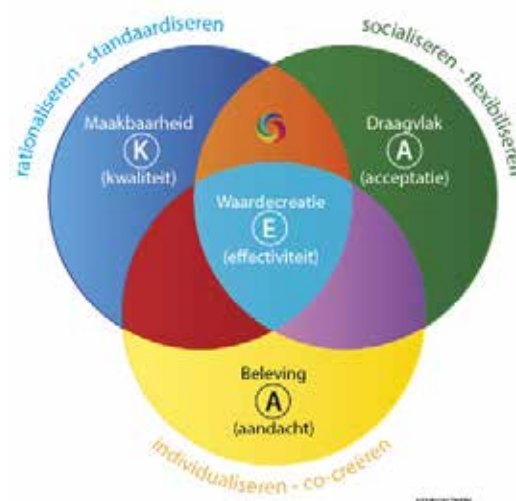 rationaliseren - standaardiseren
socialiseren - flexibiliseren
Maakbaarheid
K
(kwaliteit)
Draagvlak
A
(acceptatie)
Waardecreatie
E
(effectiviteit)
Beleving
A
(aandacht)
individualiseren - co-creëren